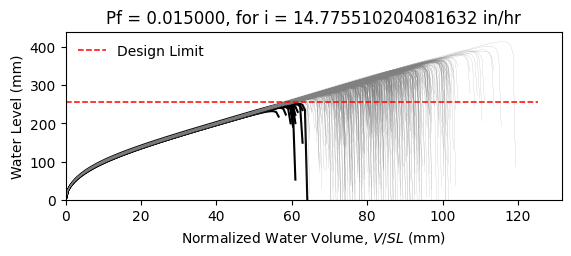 Pf = 0.015000, for i = 14.775510204081632 in/hr
Water Level (mm)
400
300
200
100
0
Design Limit
0 20 40 60 80 100 120
Normalized Water Volume, V/SL (mm)